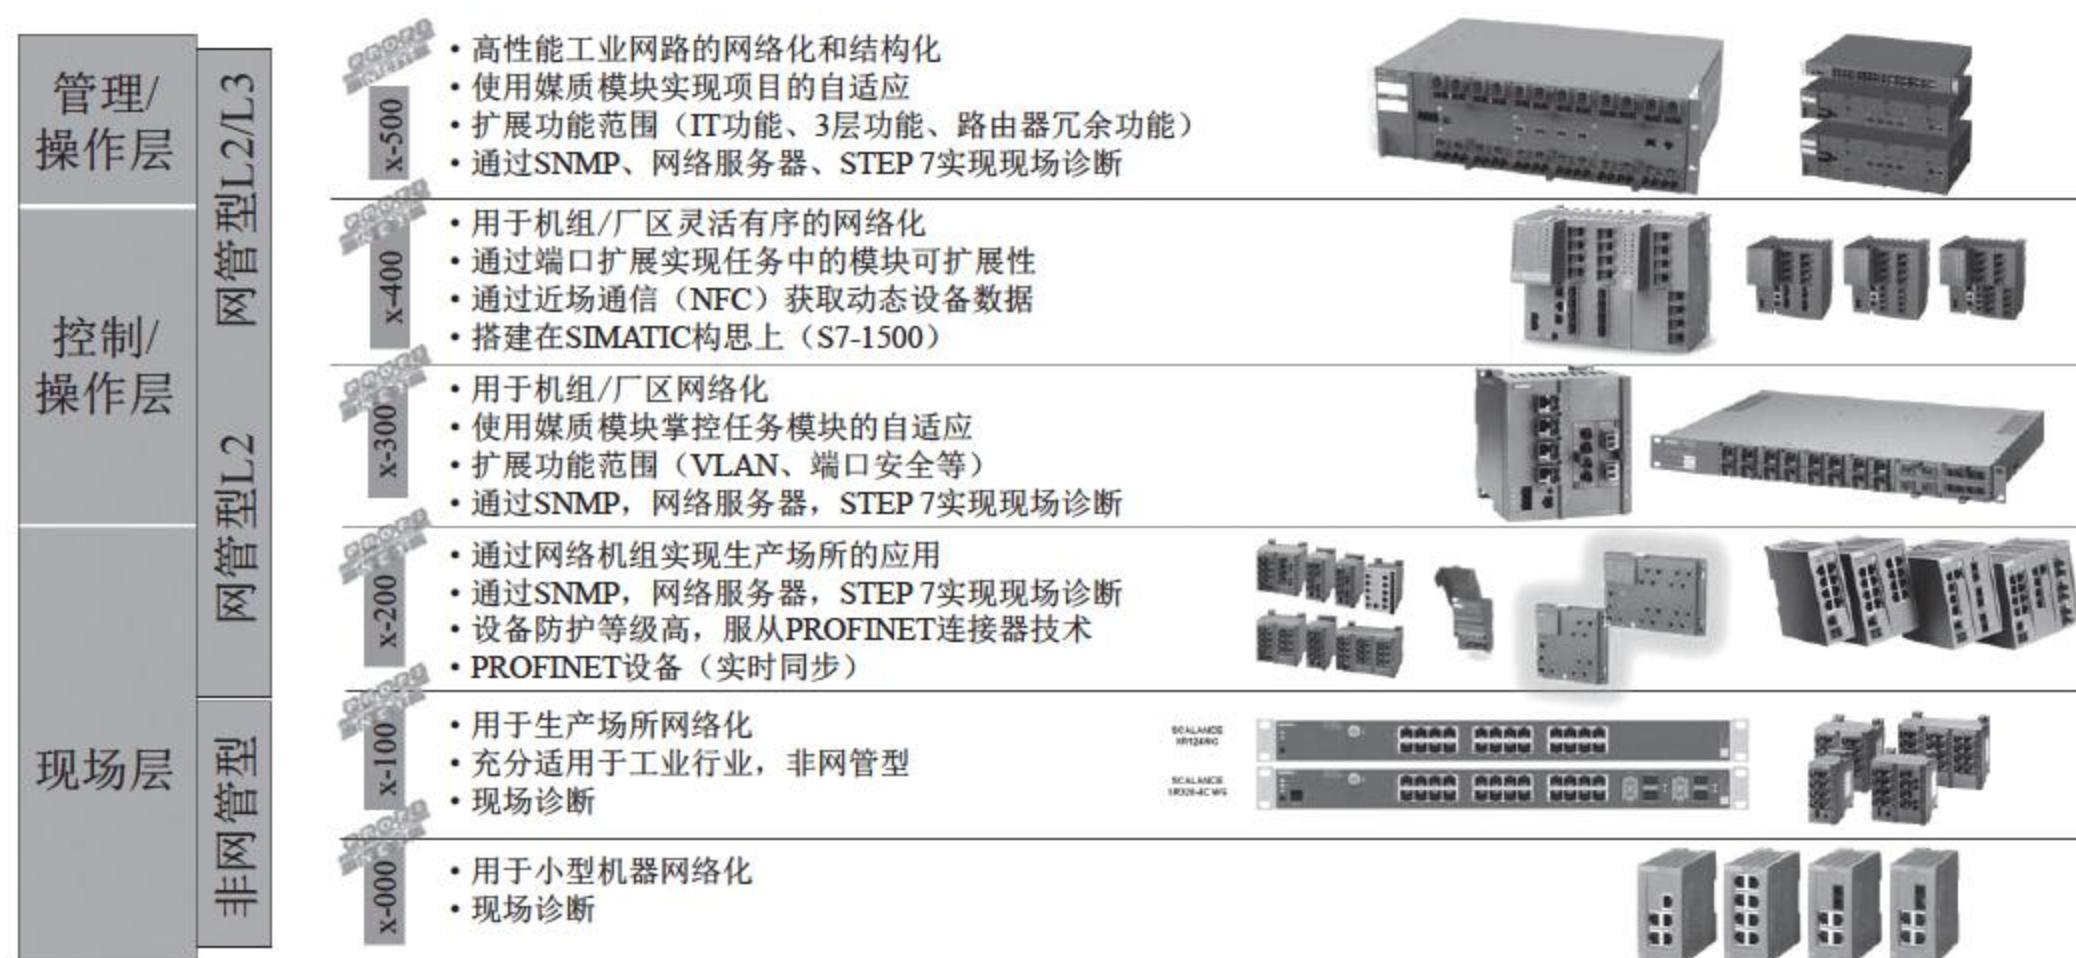 管理/
操作层
控制/
操作层
现场层
网管型L2/L3
网管型L2
非网管型
x-500
• 高性能工业网路的网络化和结构化
• 使用媒质模块实现项目的自适应
• 扩展功能范围（IT功能、3层功能、路由器冗余功能）
• 通过SNMP、网络服务器、STEP 7实现现场诊断
x-400
• 用于机组/厂区灵活有序的网络化
• 通过端口扩展实现任务中的模块可扩展性
• 通过近场通信（NFC）获取动态设备数据
• 搭建在SIMATIC构思上（S7-1500）
x-300
• 用于机组/厂区网络化
• 使用媒质模块掌控任务模块的自适应
• 扩展功能范围（VLAN、端口安全等）
• 通过SNMP，网络服务器，STEP 7实现现场诊断
x-200
• 通过网络机组实现生产场所的应用
• 通过SNMP，网络服务器，STEP 7实现现场诊断
• 设备防护等级高，服从PROFINET连接器技术
• PROFINET设备（实时同步）
x-100
• 用于生产场所网络化
• 充分适用于工业行业，非网管型
• 现场诊断
SCALANCE
SCALANCE
x-000
• 用于小型机器网络化
• 现场诊断